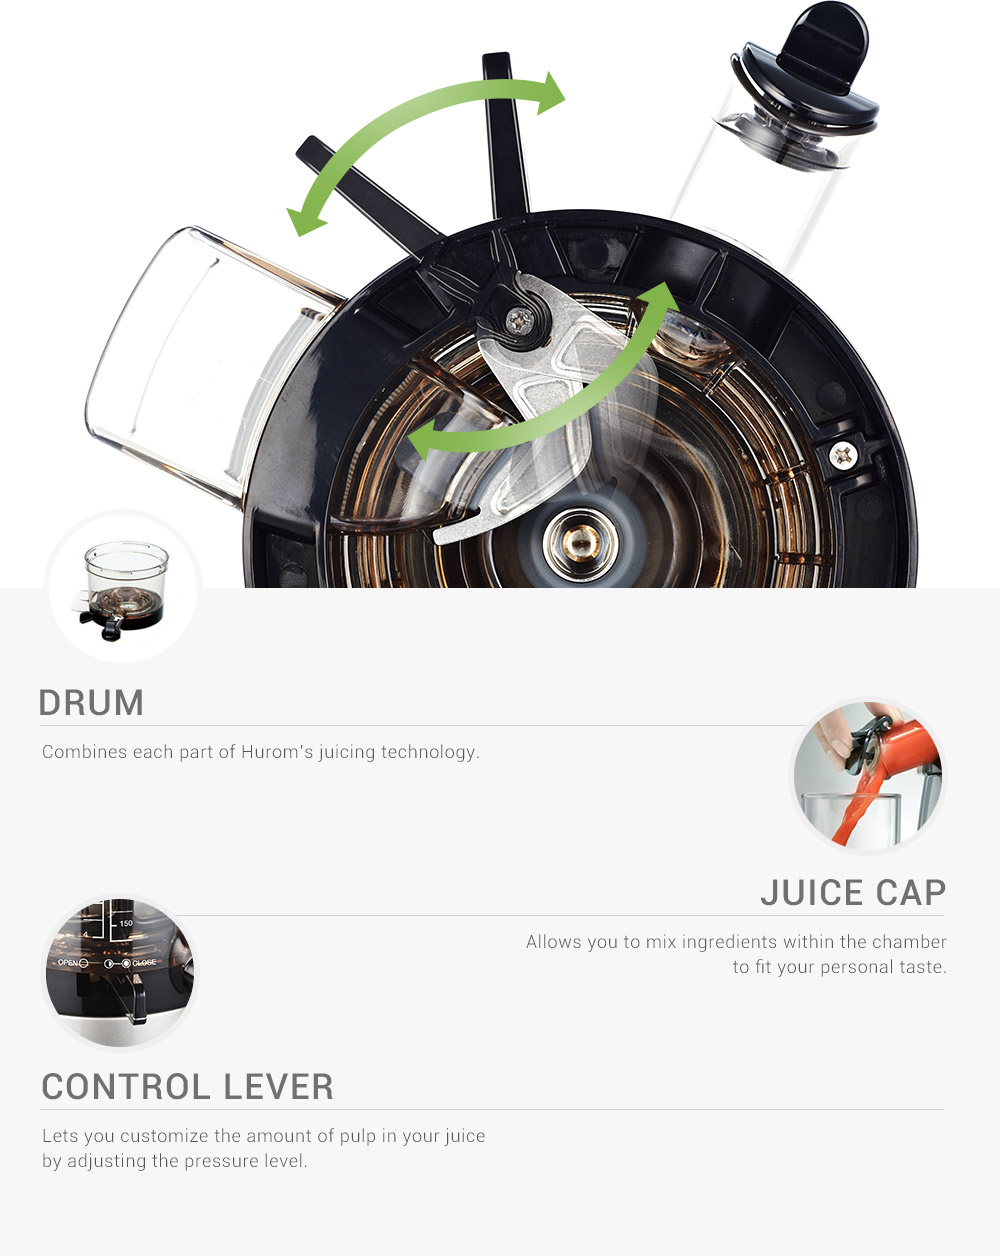 DRUM
Combines each part of Hurom's juicing technology.
JUICE CAP
Allows you to mix ingredients within the chamber
to fit your personal taste.
150
4
OPEN CLOSE
CONTROL LEVER
Lets you customize the amount of pulp in your juice
by adjusting the pressure level.